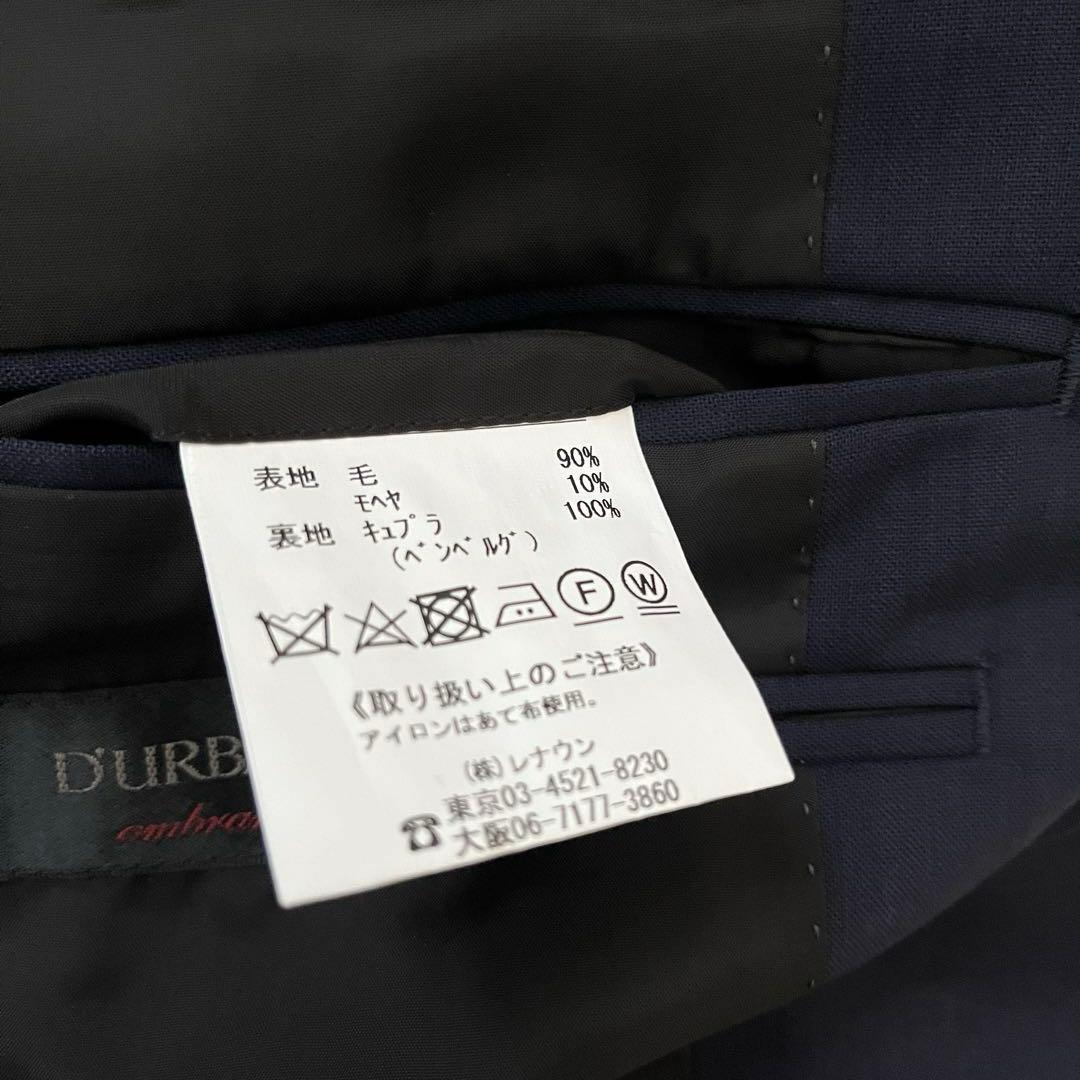 表地 毛 90%
モヘヤ 10%
裏地 キュプラ 100%
(ベンベルグ)
F W
《取り扱い上のご注意》
アイロンはあて布使用。
(株)レナウン
☎ 東京03-4521-8230
大阪06-7177-3860
D'URB